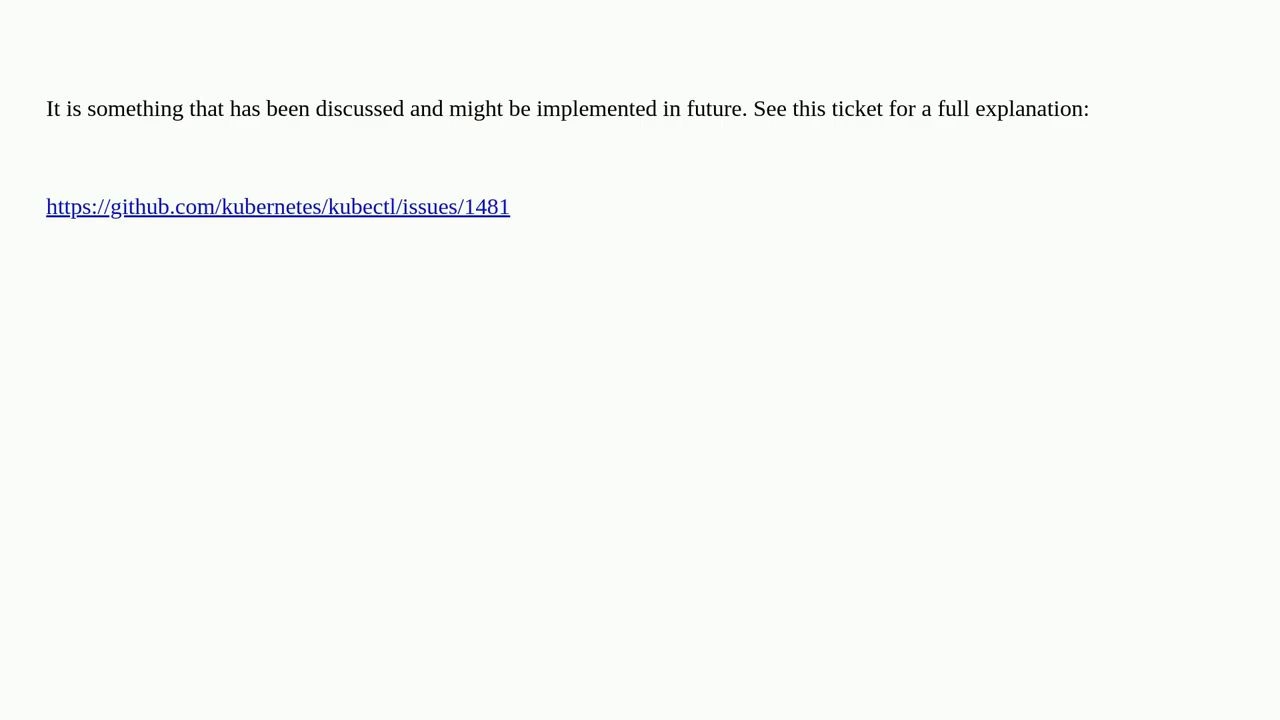 It is something that has been discussed and might be implemented in future. See this ticket for a full explanation:
https://github.com/kubernetes/kubectl/issues/1481